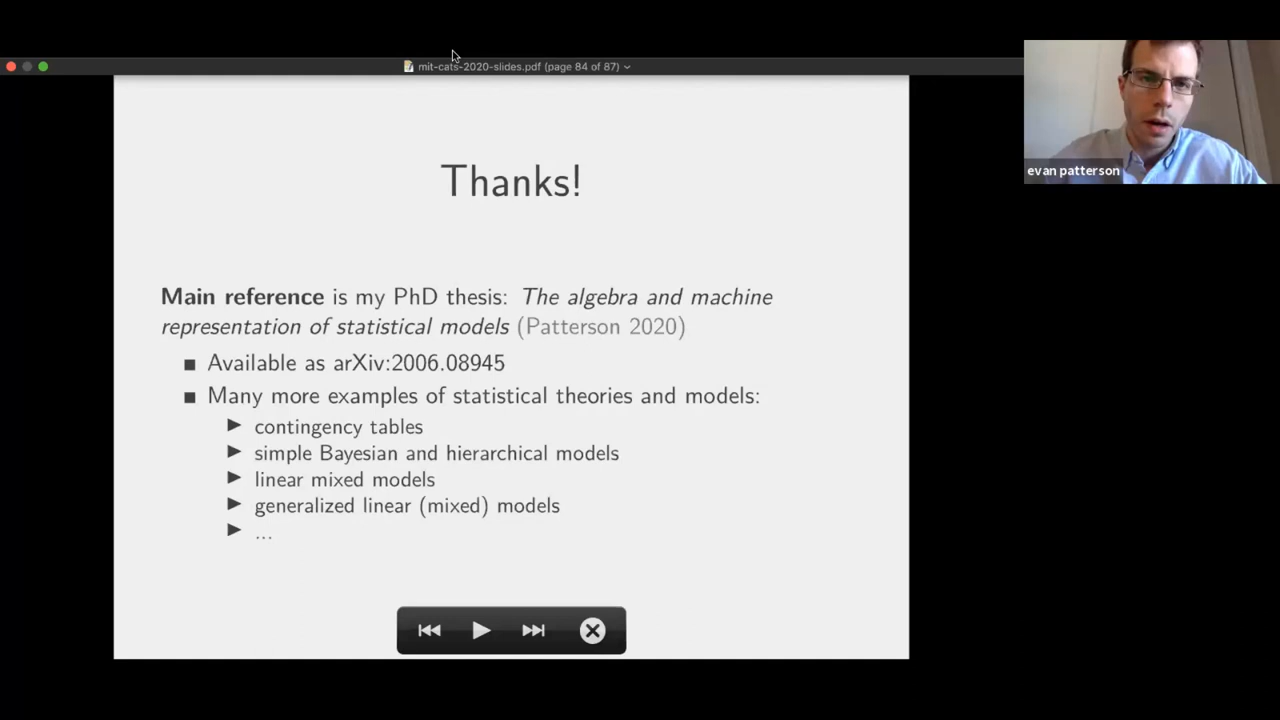 mit-cats-2020-slides.pdf (page 84 of 87)
evan patterson
Thanks!
Main reference is my PhD thesis: The algebra and machine
representation of statistical models (Patterson 2020)
■ Available as arXiv:2006.08945
■ Many more examples of statistical theories and models:
▶ contingency tables
▶ simple Bayesian and hierarchical models
▶ linear mixed models
▶ generalized linear (mixed) models
▶ ...